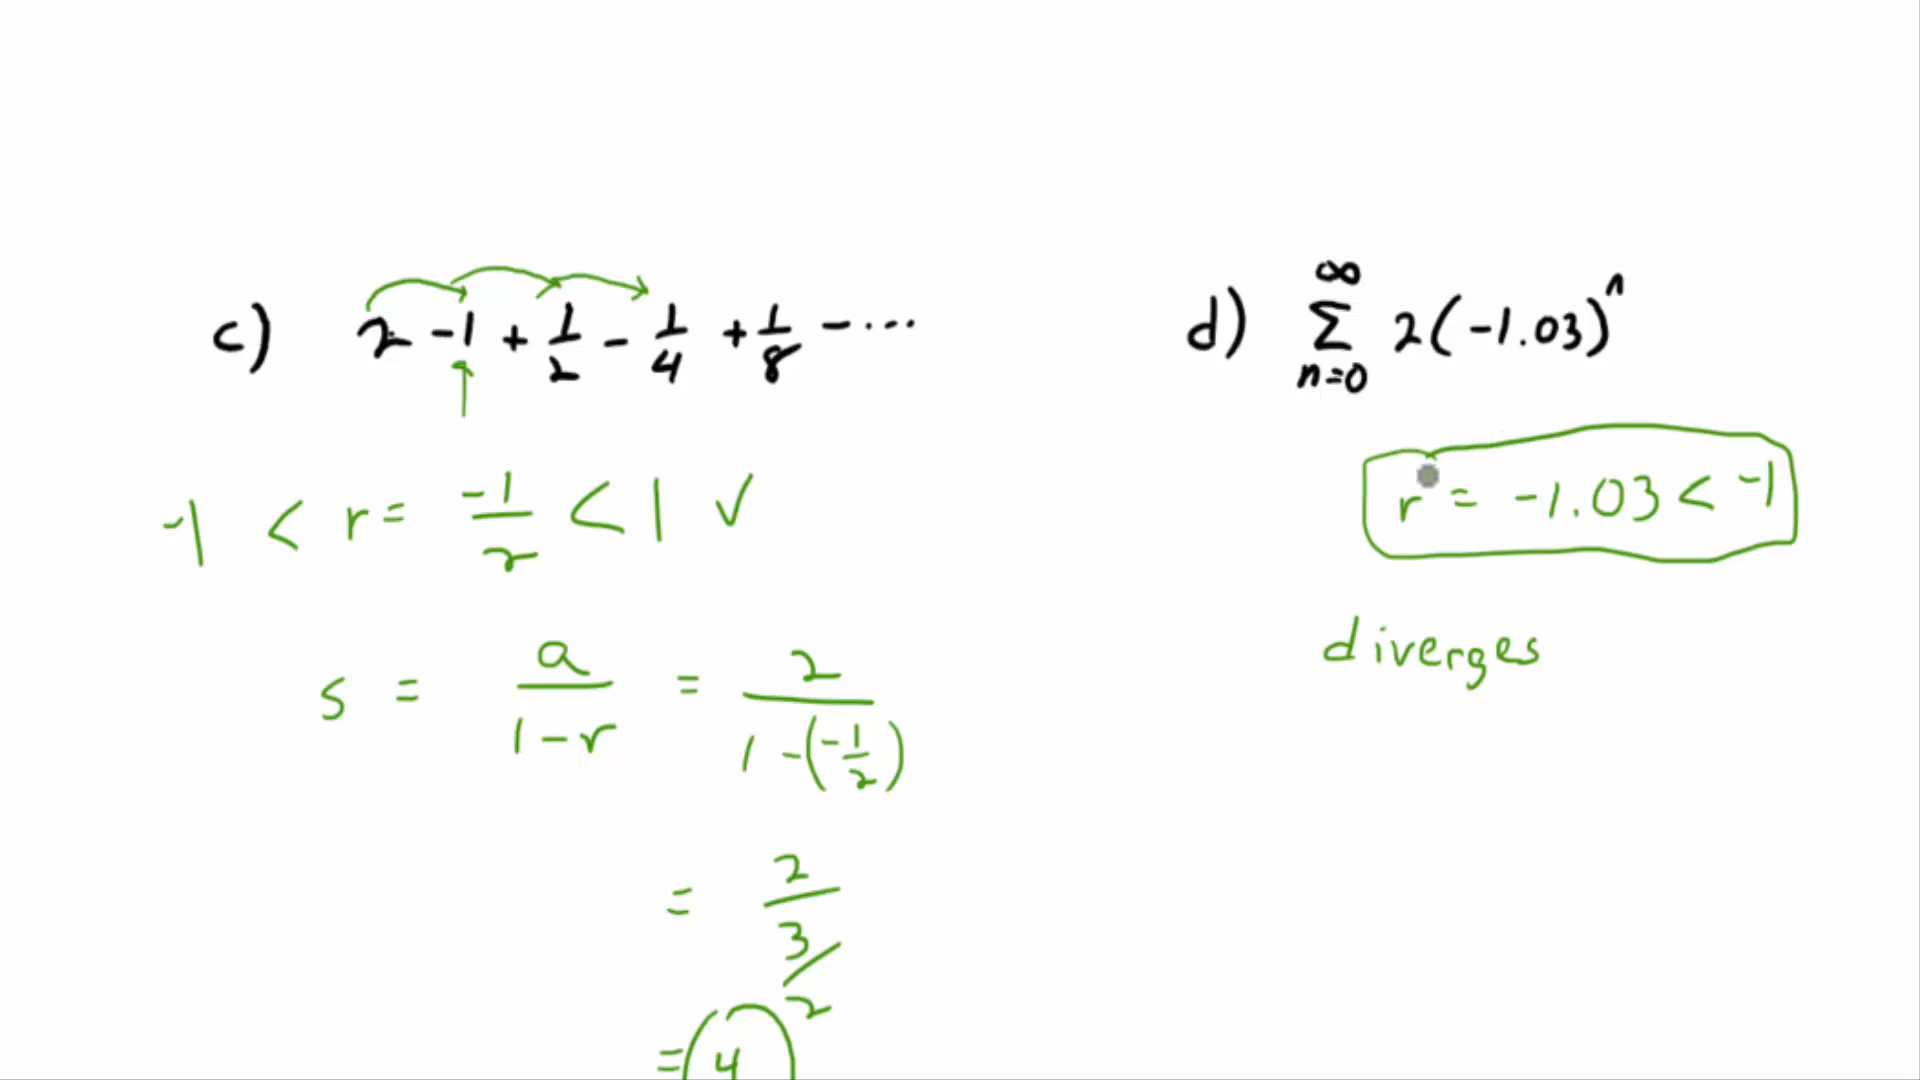 c) 2 - 1 + 1/2 - 1/4 + 1/8 - ...
-1 < r = -1/2 < 1 ✓
s = a/(1-r) = 2/(1-(-1/2))
= 2/(3/2)
= 4
d) ∑_{n=0}^{∞} 2(-1.03)^n
r = -1.03 < -1
diverges